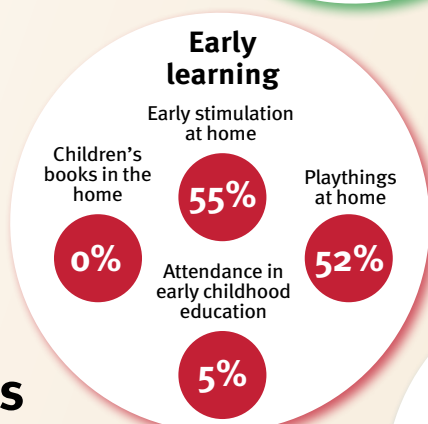 Early
learning
Early stimulation
at home
55%
Children’s
books in the
home
0%
Playthings
at home
52%
Attendance in
early childhood
education
5%
s